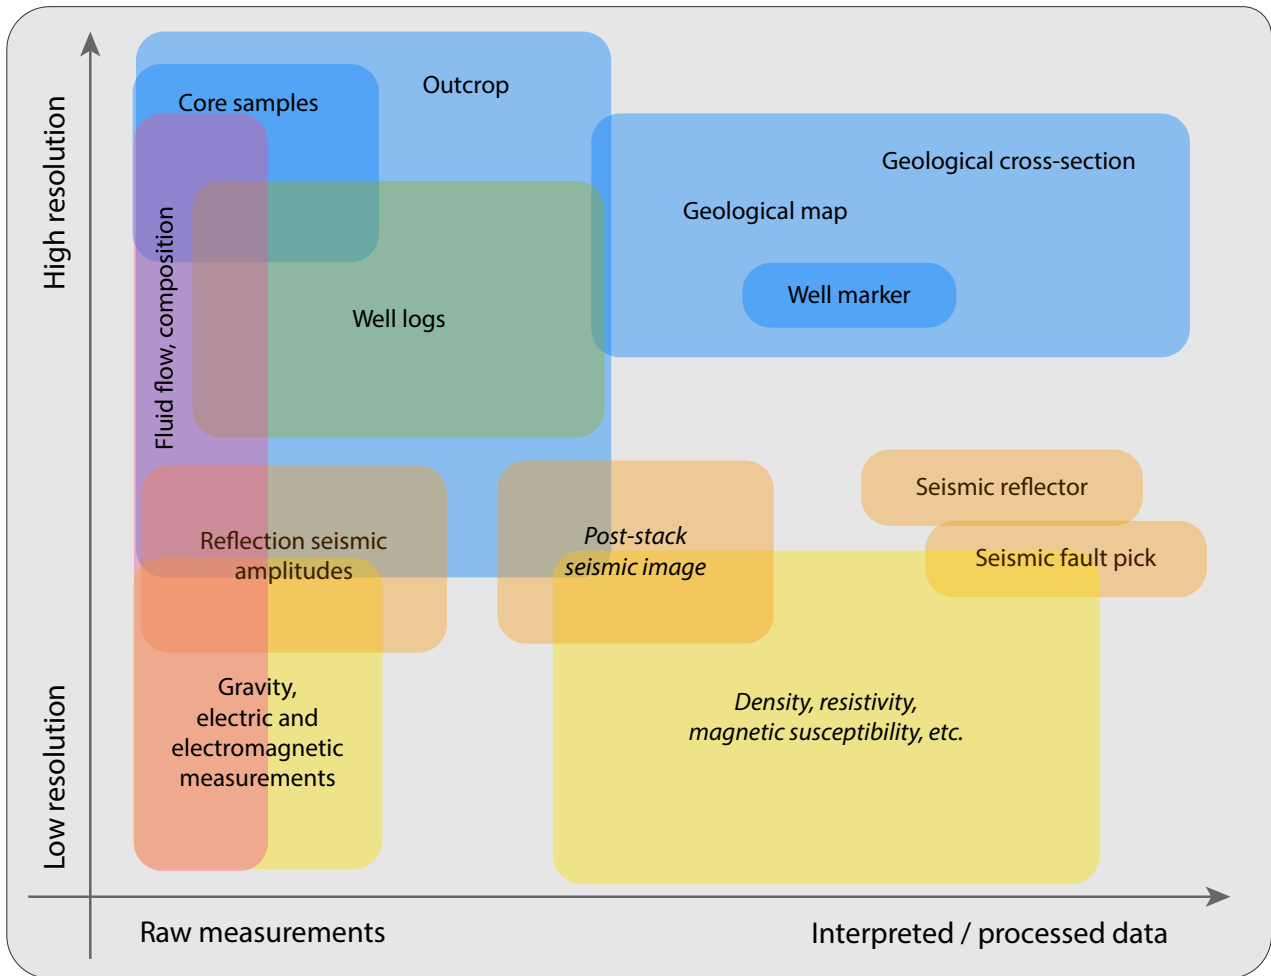 High resolution
Low resolution
Core samples
Outcrop
Geological cross-section
Geological map
Well marker
Fluid flow, composition
Well logs
Seismic reflector
Seismic fault pick
Reflection seismic
amplitudes
Post-stack
seismic image
Gravity,
electric and
electromagnetic
measurements
Density, resistivity,
magnetic susceptibility, etc.
Raw measurements
Interpreted / processed data